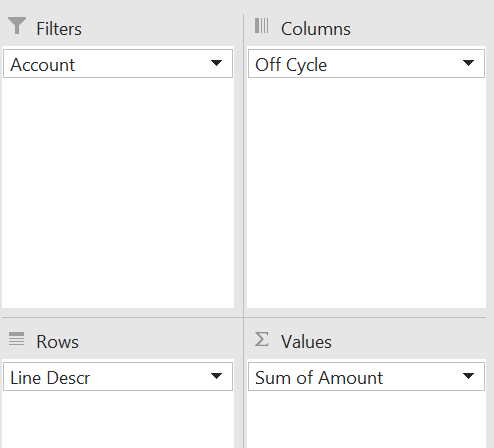 Filters
Columns
Account
Off Cycle
Rows
Σ Values
Line Descr
Sum of Amount